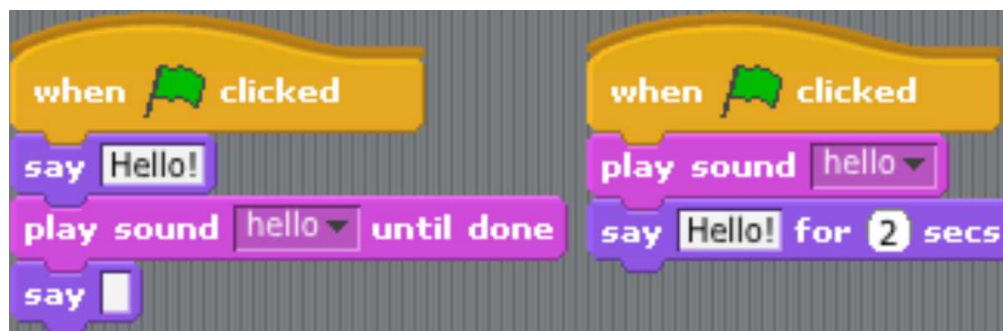 when clicked
say Hello!
play sound hello until done
say
when clicked
play sound hello
say Hello! for 2 secs